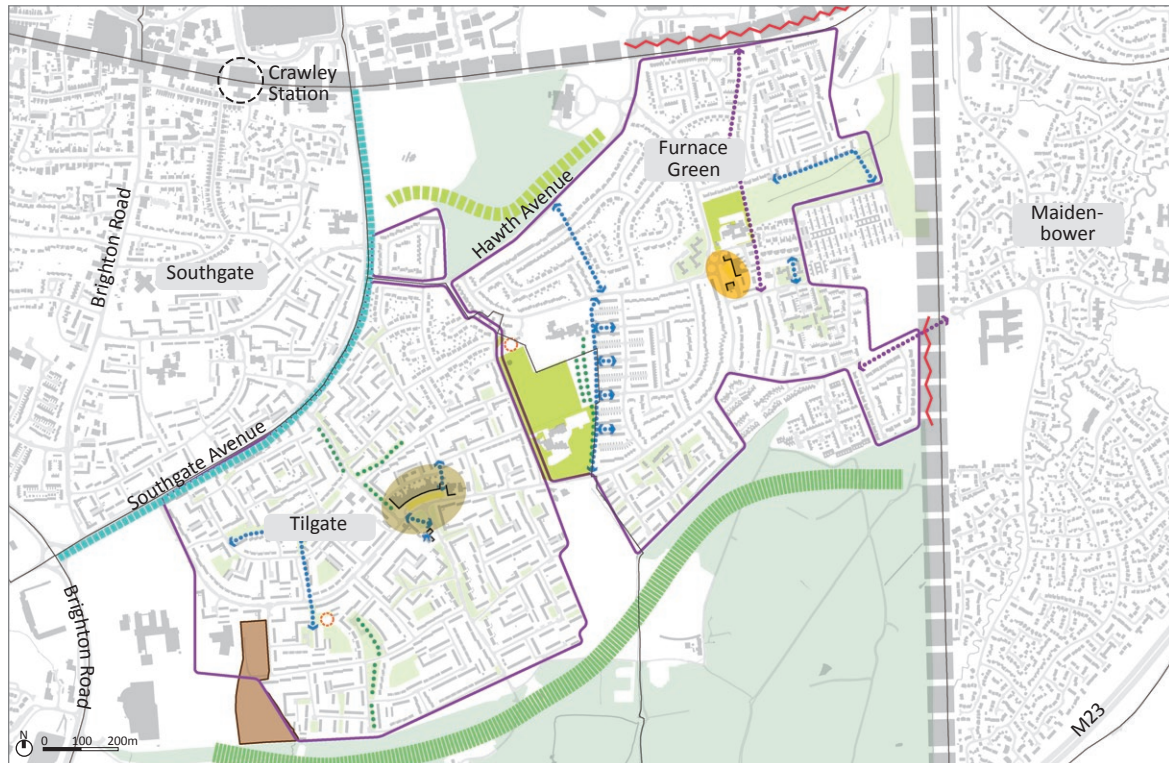 Crawley
Station
Furnace
Green
Maiden-
bower
Hawth Avenue
Brighton Road
Southgate
Southgate Avenue
Tilgate
Brighton Road
M23
N
0 100 200m